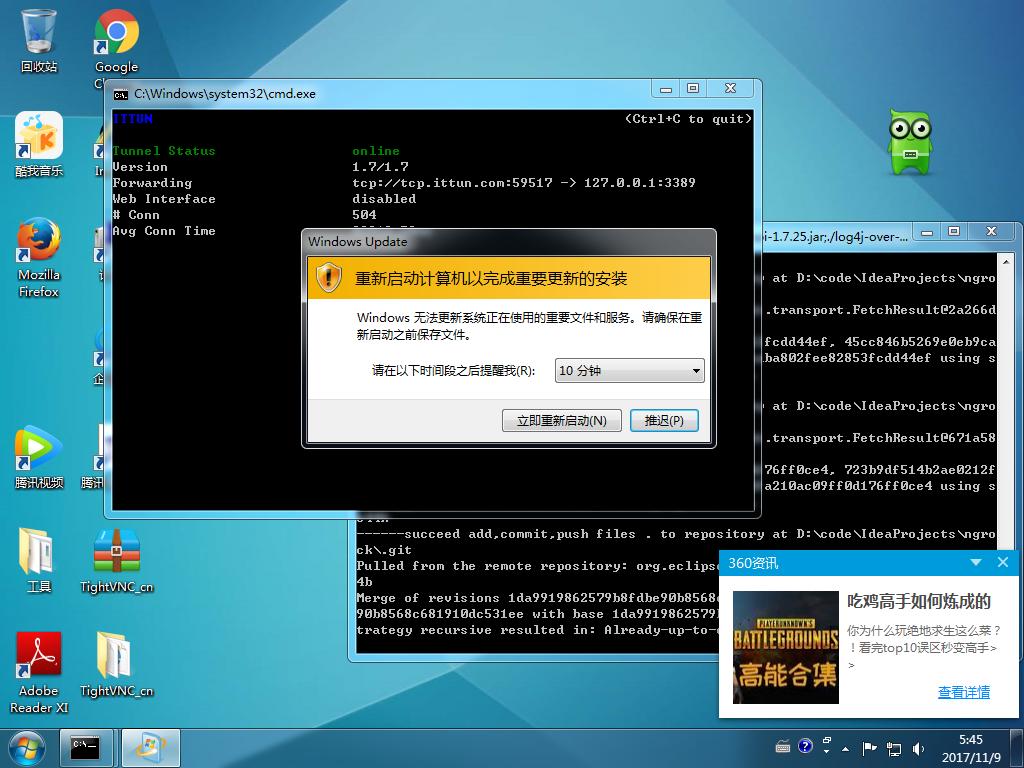 回收站
Google
酷我音乐
Mozilla
Firefox
腾讯视频
腾讯
工具
TightVNC_cn
Adobe
Reader XI
TightVNC_cn
C:\Windows\system32\cmd.exe
ITTUN (Ctrl+C to quit)
Tunnel Status online
Version 1.7/1.7
Forwarding tcp://tcp.ittun.com:59517 -> 127.0.0.1:3389
Web Interface disabled
# Conn 504
Avg Conn Time
Windows Update
重新启动计算机以完成重要更新的安装
Windows 无法更新系统正在使用的重要文件和服务。请确保在重
新启动之前保存文件。
请在以下时间段之后提醒我(R): 10 分钟
立即重新启动(N) 推迟(P)
i-1.7.25.jar;./log4j-over-...
at D:\code\IdeaProjects\ngro
.transport.FetchResult@2a266d
fcdd44ef, 45cc846b5269e0eb9ca
ba802fee82853fcdd44ef using s
at D:\code\IdeaProjects\ngro
.transport.FetchResult@671a58
76ff0ce4, 723b9df514b2ae0212f
a210ac09ff0d176ff0ce4 using s
------succeed add,commit,push files . to repository at D:\code\IdeaProjects\ngro
ck\.git
Pulled from the remote repository: org.eclipse
4b
Merge of revisions 1da9919862579b8fdbe90b8568c
90b8568c681910dc531ee with base 1da9919862579b
trategy recursive resulted in: Already-up-to-
360资讯
PLAYERUNKNOWN'S
BATTLEGROUNDS
高能合集
吃鸡高手如何炼成的
你为什么玩绝地求生这么菜？
！看完top10误区秒变高手>
>
查看详情
5:45
2017/11/9